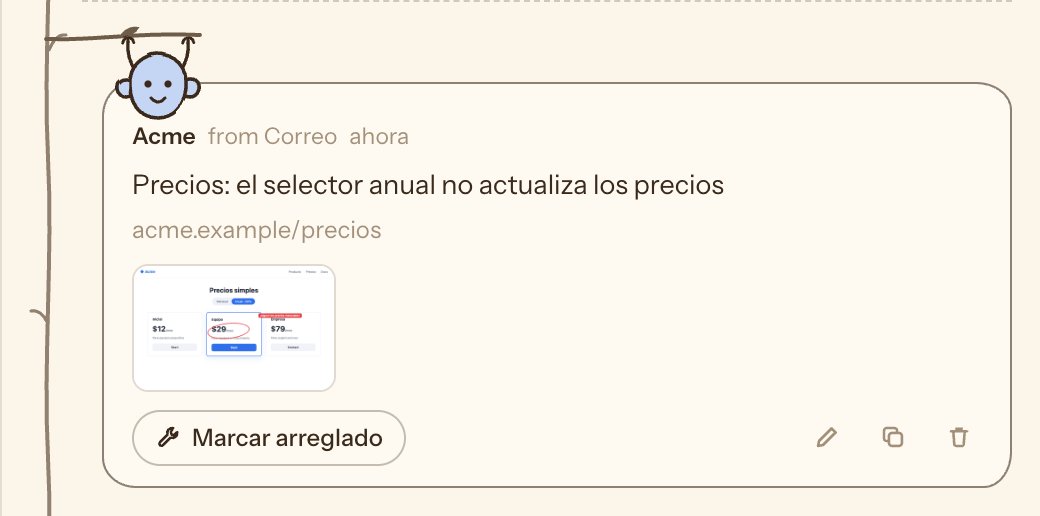 Acme from Correo ahora
Precios: el selector anual no actualiza los precios
acme.example/precios
Precios simples
$12 $29 $79
Marcar arreglado